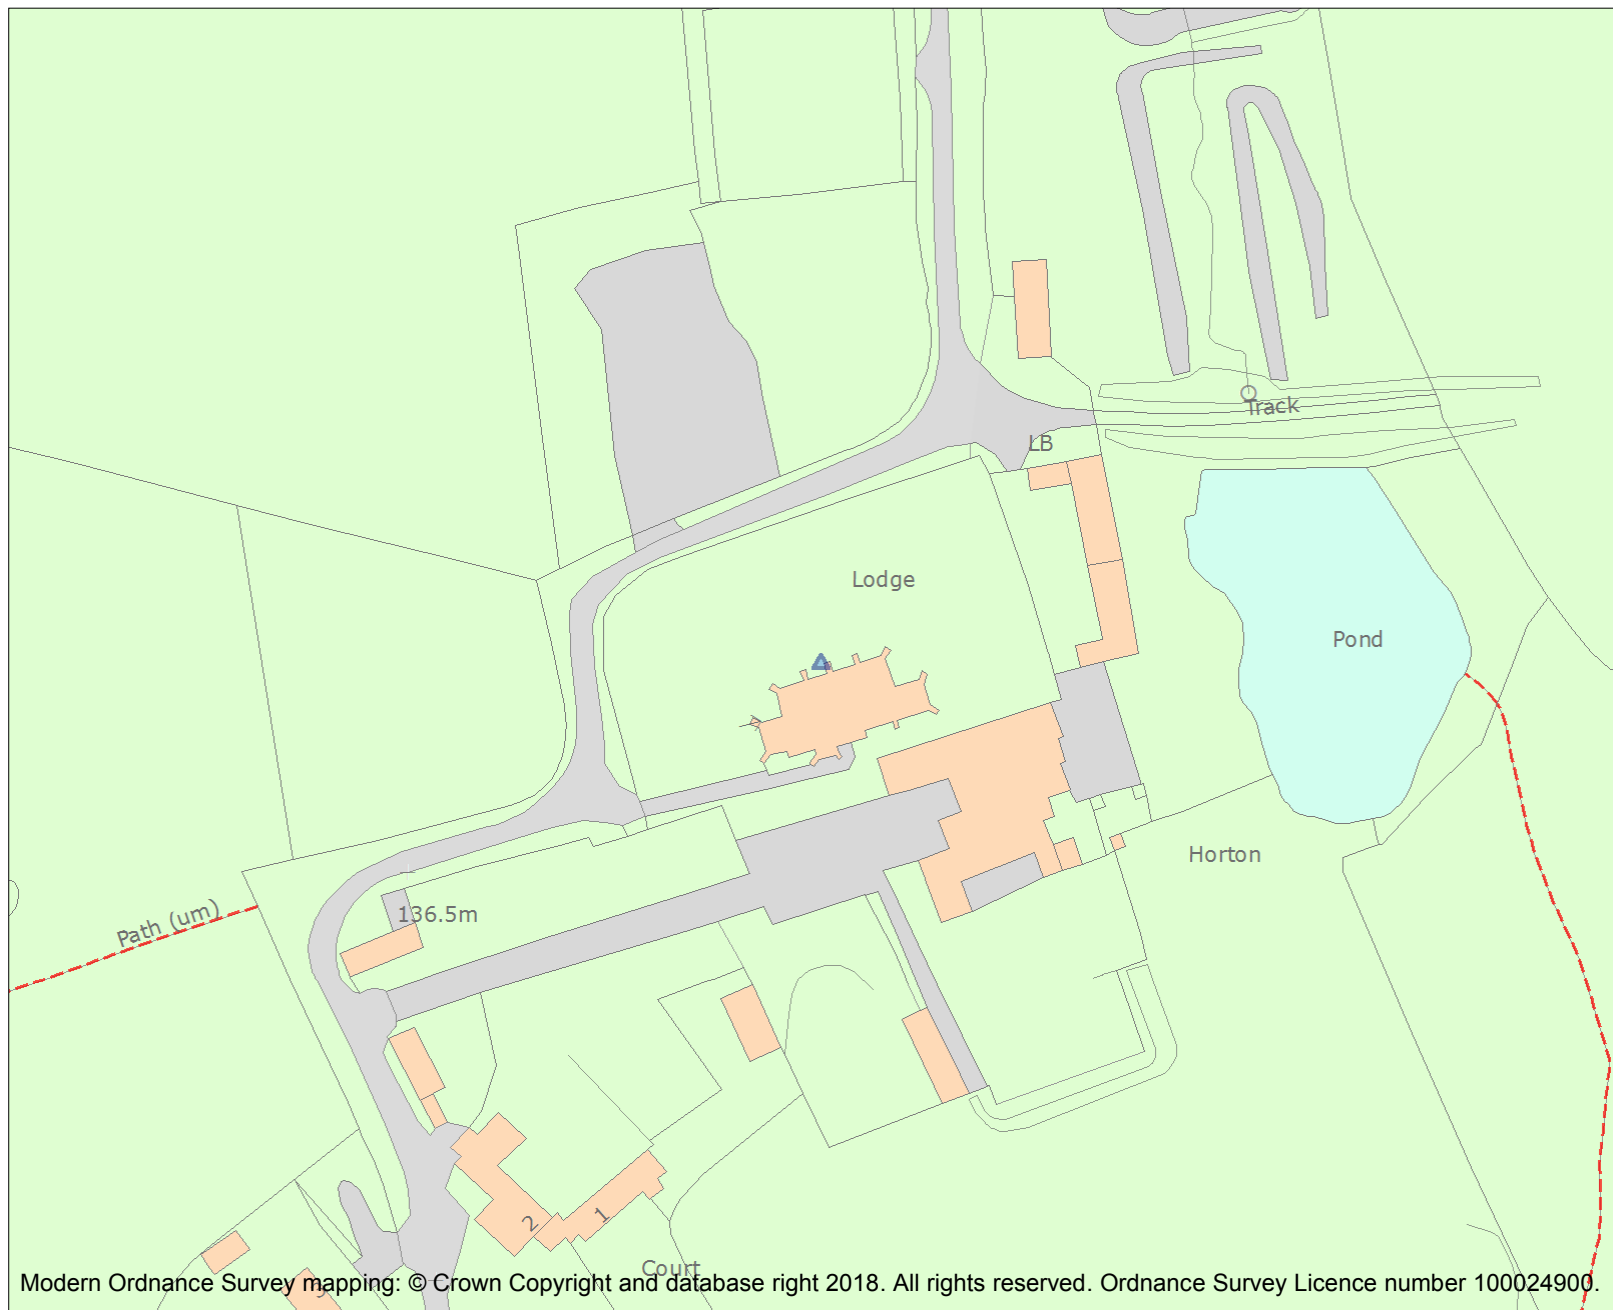 Track
LB
Lodge
Pond
Horton
Path (um)
136.5m
2
1
Court
Modern Ordnance Survey mapping: © Crown Copyright and database right 2018. All rights reserved. Ordnance Survey Licence number 100024900.